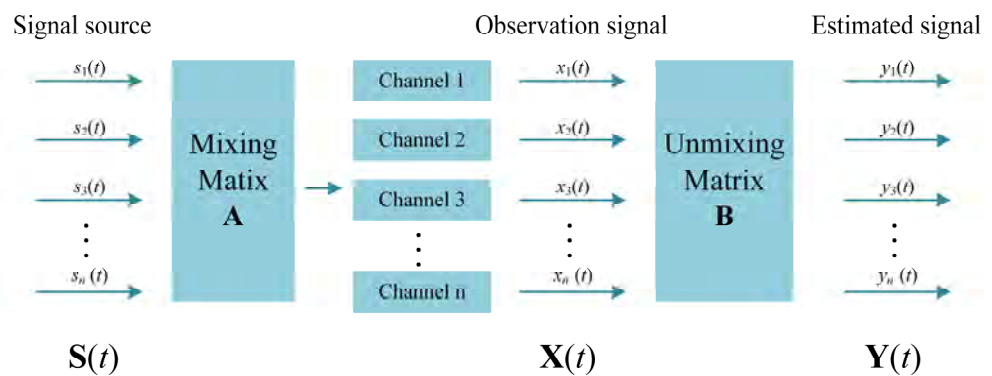 Signal source
Observation signal
Estimated signal
s1(t)
s2(t)
s3(t)
sn (t)
Mixing
Matix
A
Channel 1
Channel 2
Channel 3
Channel n
x1(t)
x2(t)
x3(t)
xn (t)
Unmixing
Matrix
B
y1(t)
y2(t)
y3(t)
yn (t)
S(t)
X(t)
Y(t)